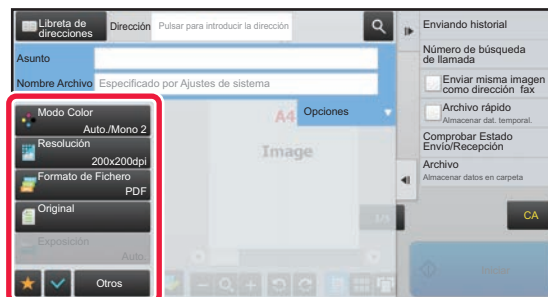 Libreta de
direcciones
Dirección
Pulsar para introducir la dirección
Asunto
Nombre Archivo
Especificado por Ajustes de sistema
Modo Color
Auto./Mono 2
Resolución
200x200dpi
Formato de Fichero
PDF
Original
Exposición
Auto.
Otros
A4
Opciones
Image
1/5
Enviando historial
Número de búsqueda
de llamada
Enviar misma imagen
como dirección fax
Archivo rápido
Almacenar dat. temporal.
Comprobar Estado
Envío/Recepción
Archivo
Almacenar datos en carpeta
CA